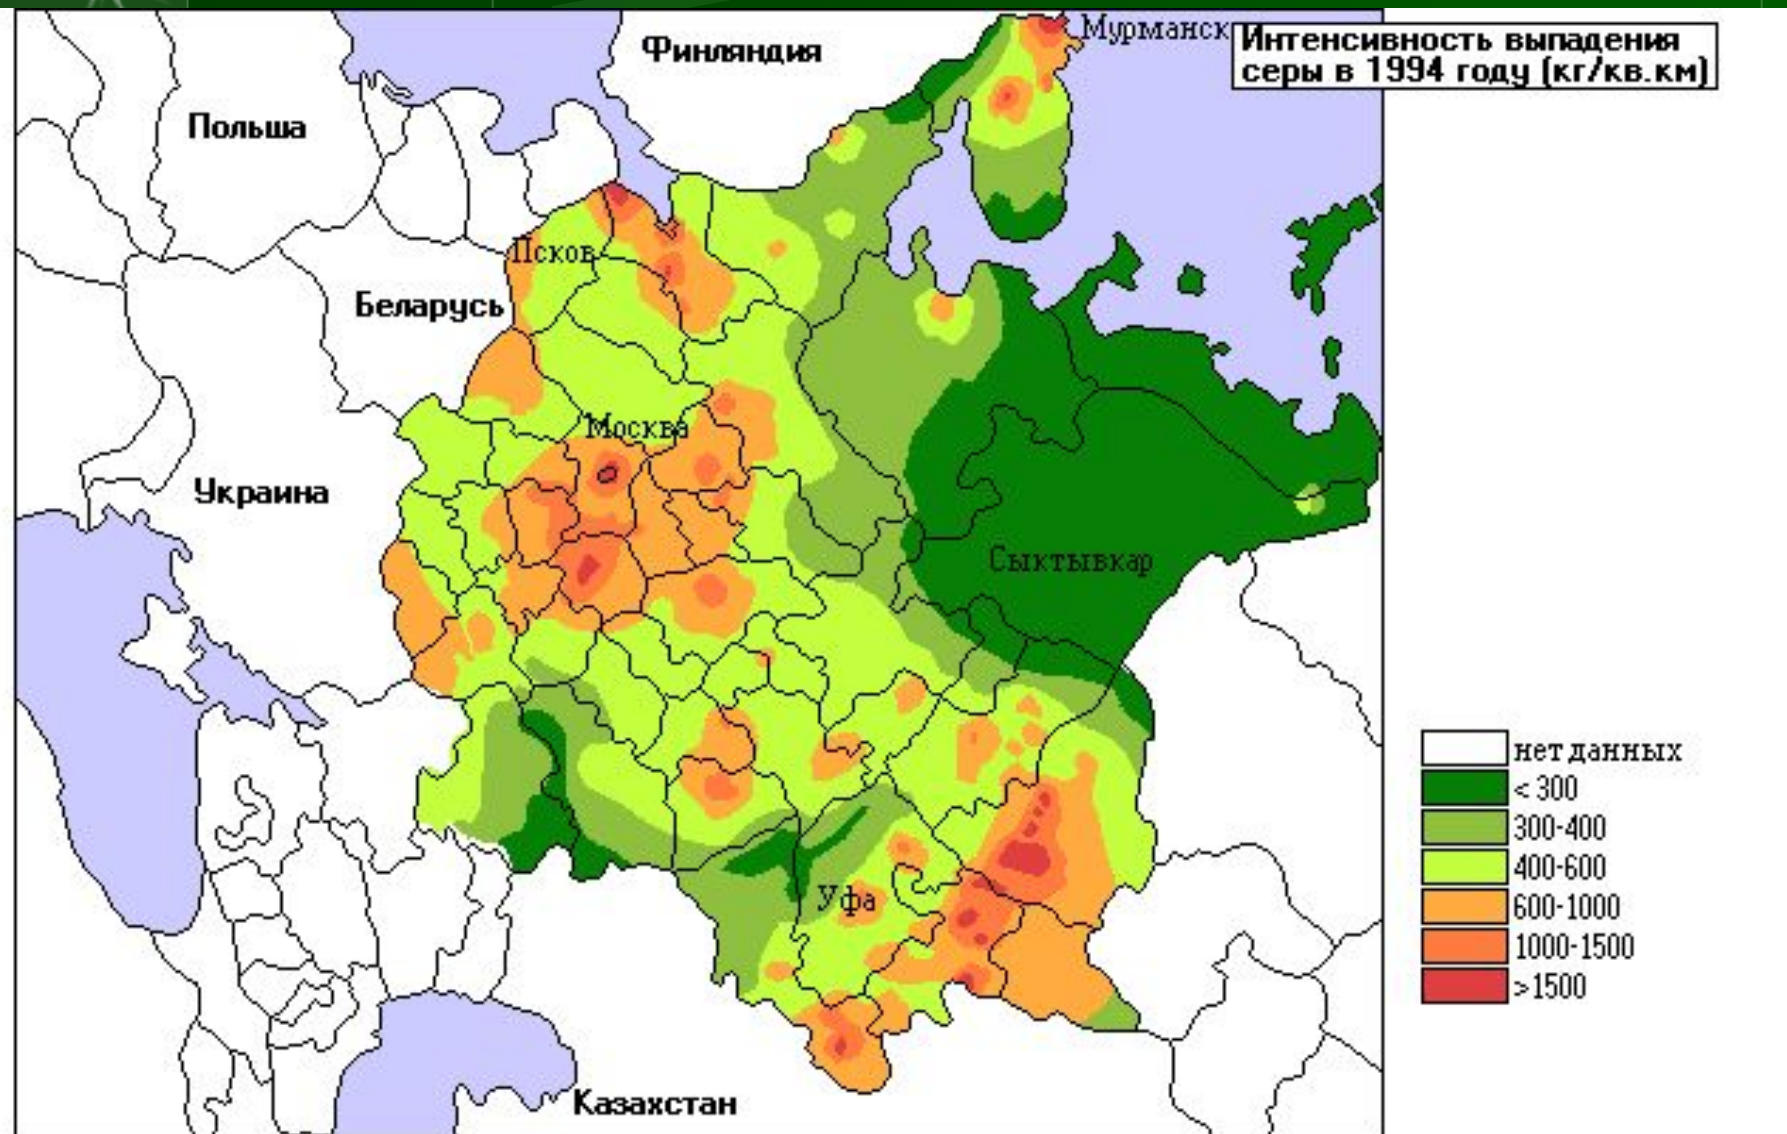 Мурманск
Интенсивность выпадения
серы в 1994 году (кг/кв.км)
Финляндия
Польша
Псков
Беларусь
Москва
Украина
Сыктывкар
нет данных
< 300
300-400
400-600
Уфа
600-1000
1000-1500
>1500
Казахстан